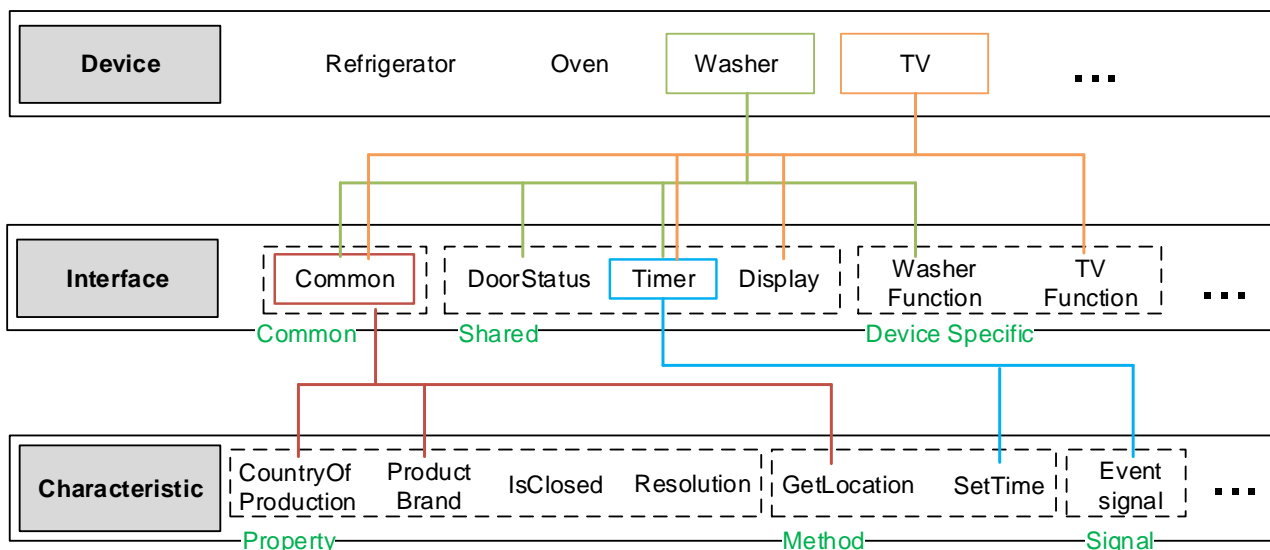 Device Refrigerator Oven Washer TV ...
Interface Common DoorStatus Timer Display Washer Function TV Function ...
Common Shared Device Specific
Characteristic CountryOf Production Product Brand IsClosed Resolution GetLocation SetTime Event signal ...
Property Method Signal